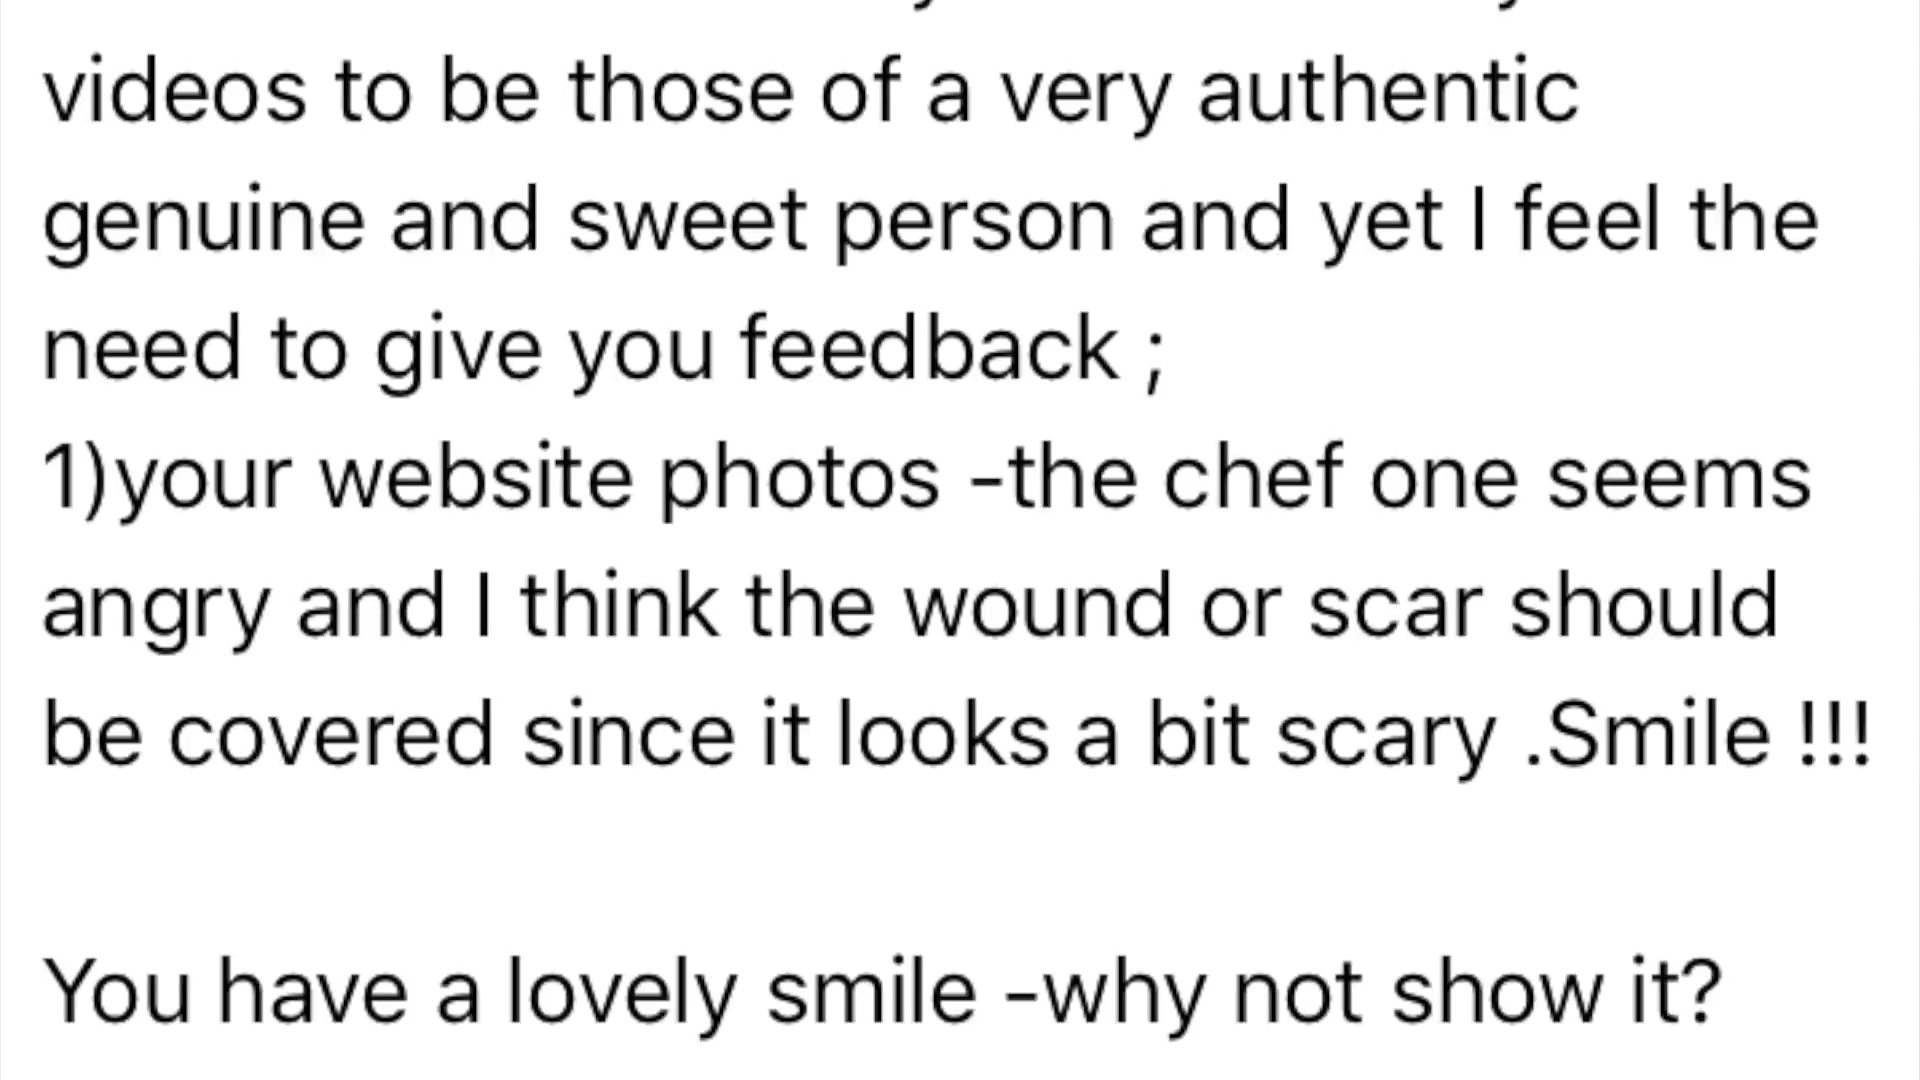 videos to be those of a very authentic
genuine and sweet person and yet I feel the
need to give you feedback ;
1)your website photos -the chef one seems
angry and I think the wound or scar should
be covered since it looks a bit scary .Smile !!!
You have a lovely smile -why not show it?